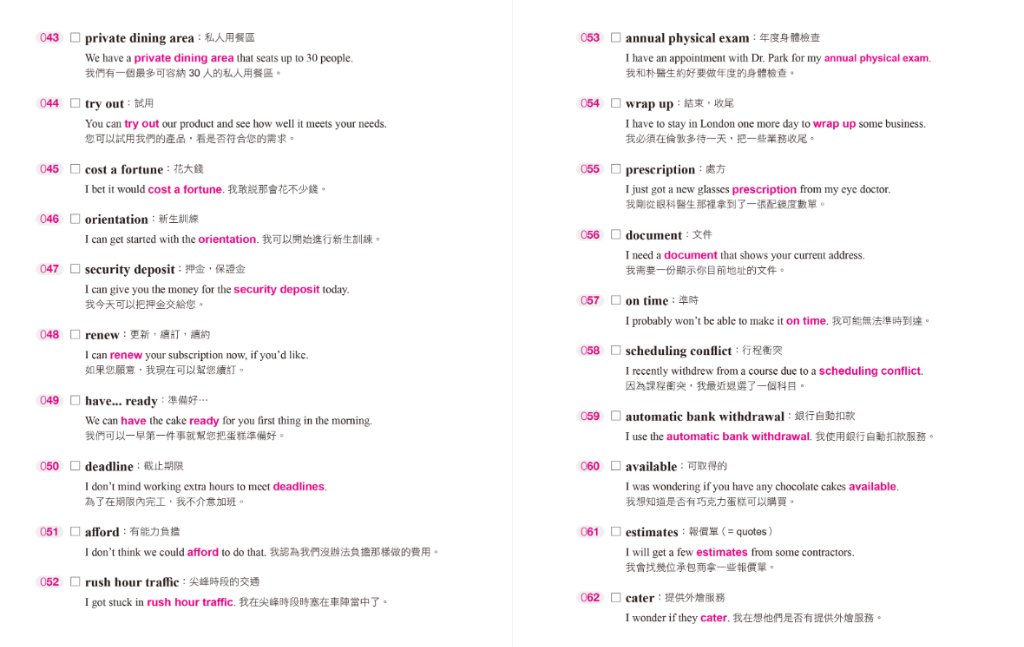 043 □ private dining area：私人用餐區
We have a private dining area that seats up to 30 people.
我們有一個最多可容納 30 人的私人用餐區。
044 □ try out：試用
You can try out our product and see how well it meets your needs.
您可以試用我們的產品，看是否符合您的需求。
045 □ cost a fortune：花大錢
I bet it would cost a fortune. 我敢說那會花不少錢。
046 □ orientation：新生訓練
I can get started with the orientation. 我可以開始進行新生訓練。
047 □ security deposit：押金，保證金
I can give you the money for the security deposit today.
我今天可以把押金交給您。
048 □ renew：更新，續訂，續約
I can renew your subscription now, if you’d like.
如果您願意，我現在可以幫您續訂。
049 □ have... ready：準備好…
We can have the cake ready for you first thing in the morning.
我們可以一早第一件事就幫您把蛋糕準備好。
050 □ deadline：截止期限
I don’t mind working extra hours to meet deadlines.
為了在期限內完工，我不介意加班。
051 □ afford：有能力負擔
I don’t think we could afford to do that. 我認為我們沒辦法負擔那樣做的費用。
052 □ rush hour traffic：尖峰時段的交通
I got stuck in rush hour traffic. 我在尖峰時段時塞在車陣當中了。
053 □ annual physical exam：年度身體檢查
I have an appointment with Dr. Park for my annual physical exam.
我和朴醫生約好要做年度的身體檢查。
054 □ wrap up：結束，收尾
I have to stay in London one more day to wrap up some business.
我必須在倫敦多待一天，把一些業務收尾。
055 □ prescription：處方
I just got a new glasses prescription from my eye doctor.
我剛從眼科醫生那裡拿到了一張配鏡度數單。
056 □ document：文件
I need a document that shows your current address.
我需要一份顯示你目前地址的文件。
057 □ on time：準時
I probably won’t be able to make it on time. 我可能無法準時到達。
058 □ scheduling conflict：行程衝突
I recently withdrew from a course due to a scheduling conflict.
因為課程衝突，我最近退選了一個科目。
059 □ automatic bank withdrawal：銀行自動扣款
I use the automatic bank withdrawal. 我使用銀行自動扣款服務。
060 □ available：可取得的
I was wondering if you have any chocolate cakes available.
我想知道是否有巧克力蛋糕可以購買。
061 □ estimates：報價單（= quotes）
I will get a few estimates from some contractors.
我會找幾位承包商拿一些報價單。
062 □ cater：提供外燴服務
I wonder if they cater. 我在想他們是否有提供外燴服務。